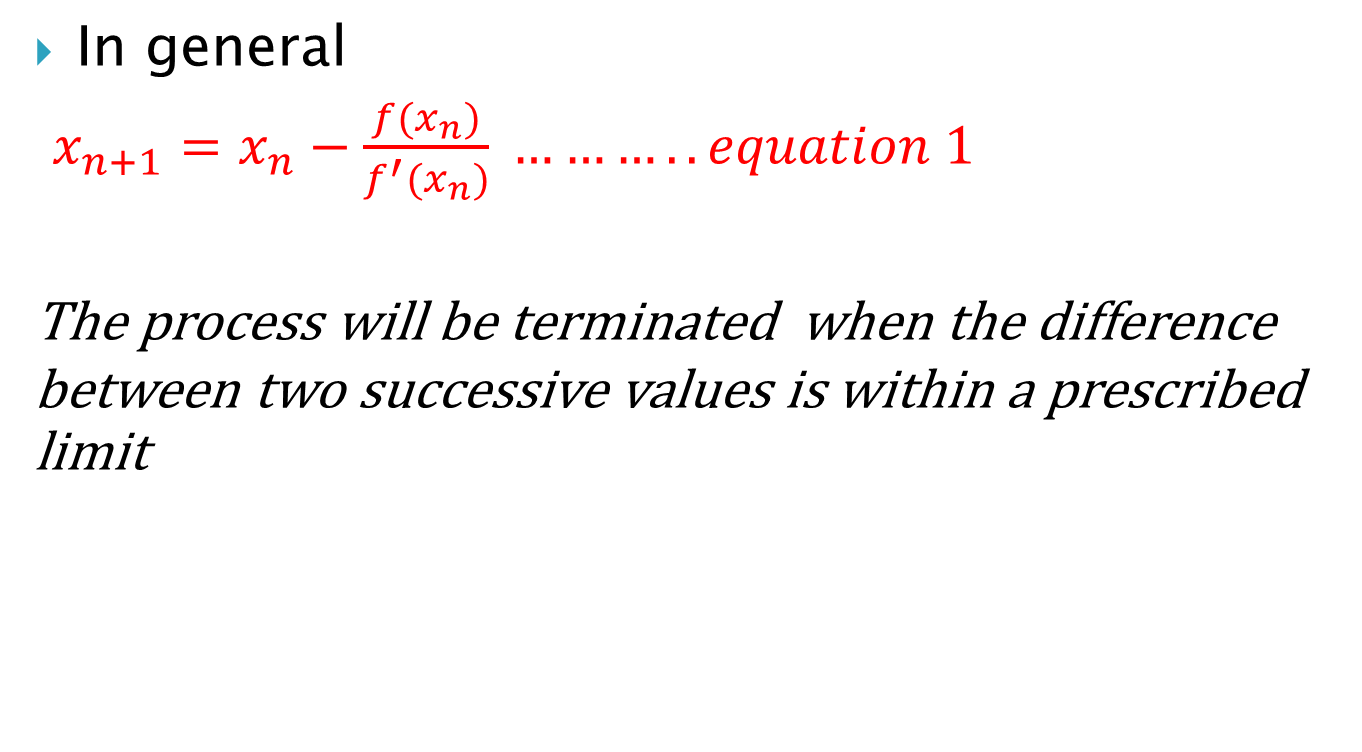 In general
xₙ₊₁ = xₙ − f(xₙ)/f′(xₙ) … … … . . equation 1
The process will be terminated when the difference
between two successive values is within a prescribed
limit